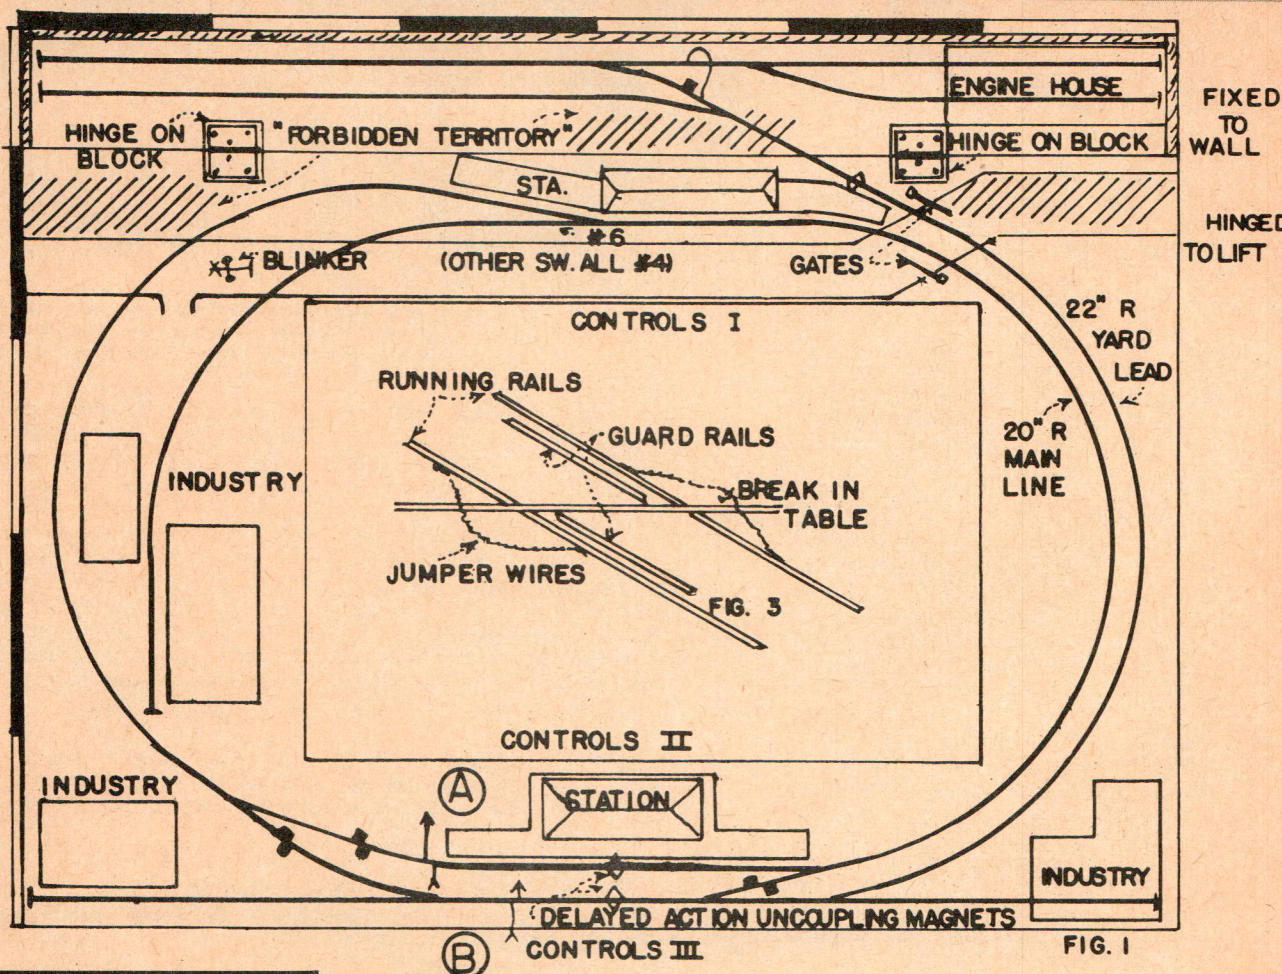 ENGINE HOUSE
FIXED
TO
WALL
HINGE ON
BLOCK
"FORBIDDEN TERRITORY"
HINGE ON BLOCK
STA.
HINGED
TO LIFT
#6
(OTHER SW. ALL #4)
BLINKER
GATES
CONTROLS I
22" R
YARD
LEAD
RUNNING RAILS
GUARD RAILS
20" R
MAIN
LINE
INDUSTRY
BREAK IN
TABLE
JUMPER WIRES
FIG. 3
CONTROLS II
INDUSTRY
A
STATION
INDUSTRY
DELAYED ACTION UNCOUPLING MAGNETS
B
CONTROLS III
FIG. 1